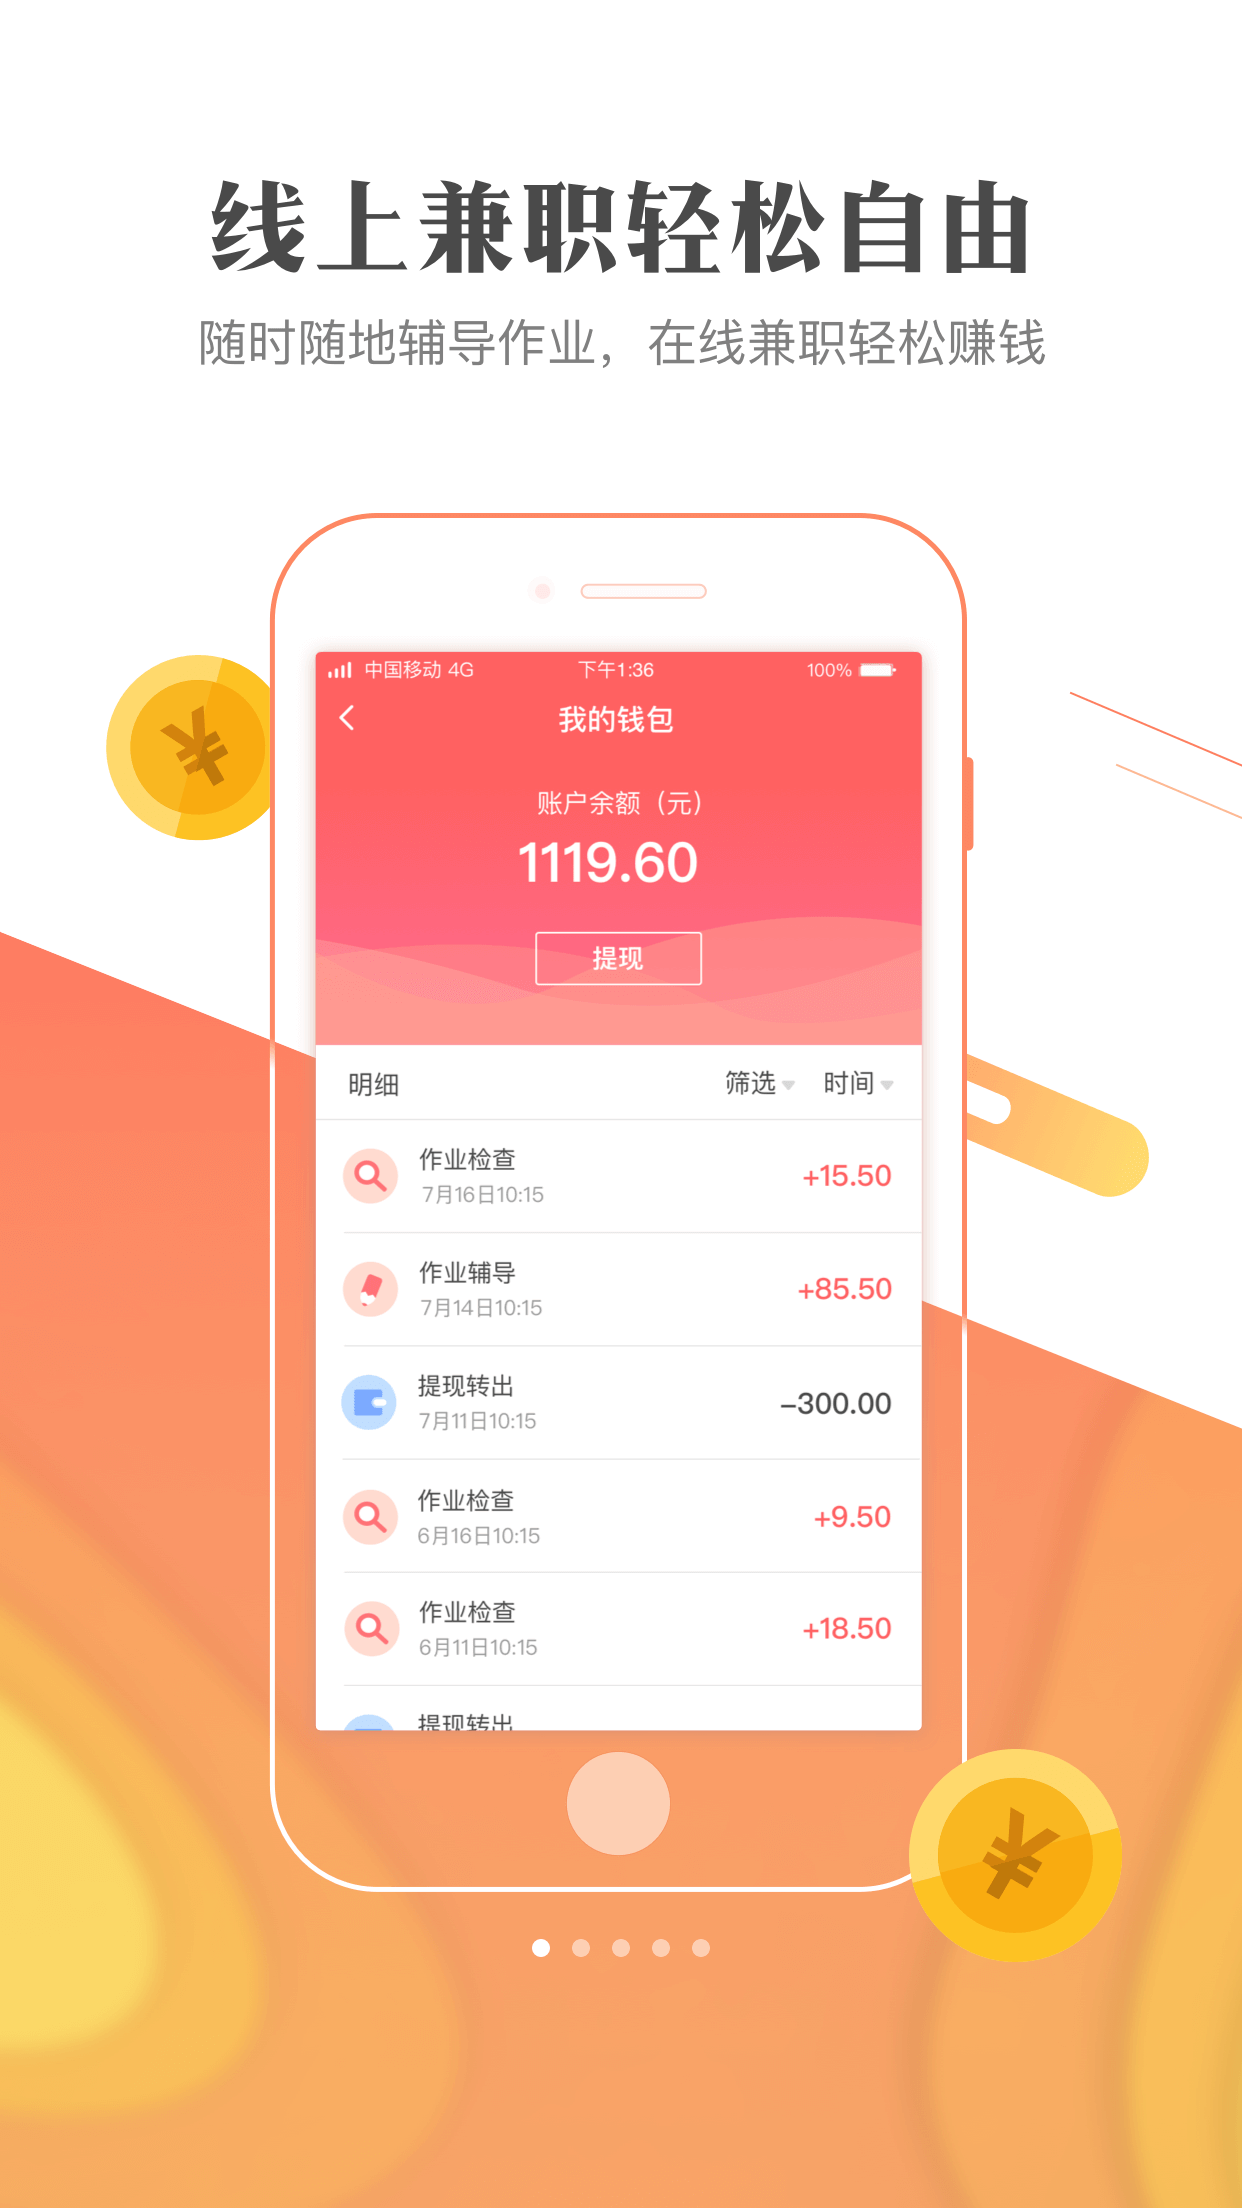 线上兼职轻松自由
随时随地辅导作业，在线兼职轻松赚钱
中国移动 4G 下午1:36 100%
我的钱包
账户余额（元）
1119.60
提现
明细 筛选 时间
作业检查
7月16日10:15
+15.50
作业辅导
7月14日10:15
+85.50
提现转出
7月11日10:15
-300.00
作业检查
6月16日10:15
+9.50
作业检查
6月11日10:15
+18.50
提现转出
¥
¥